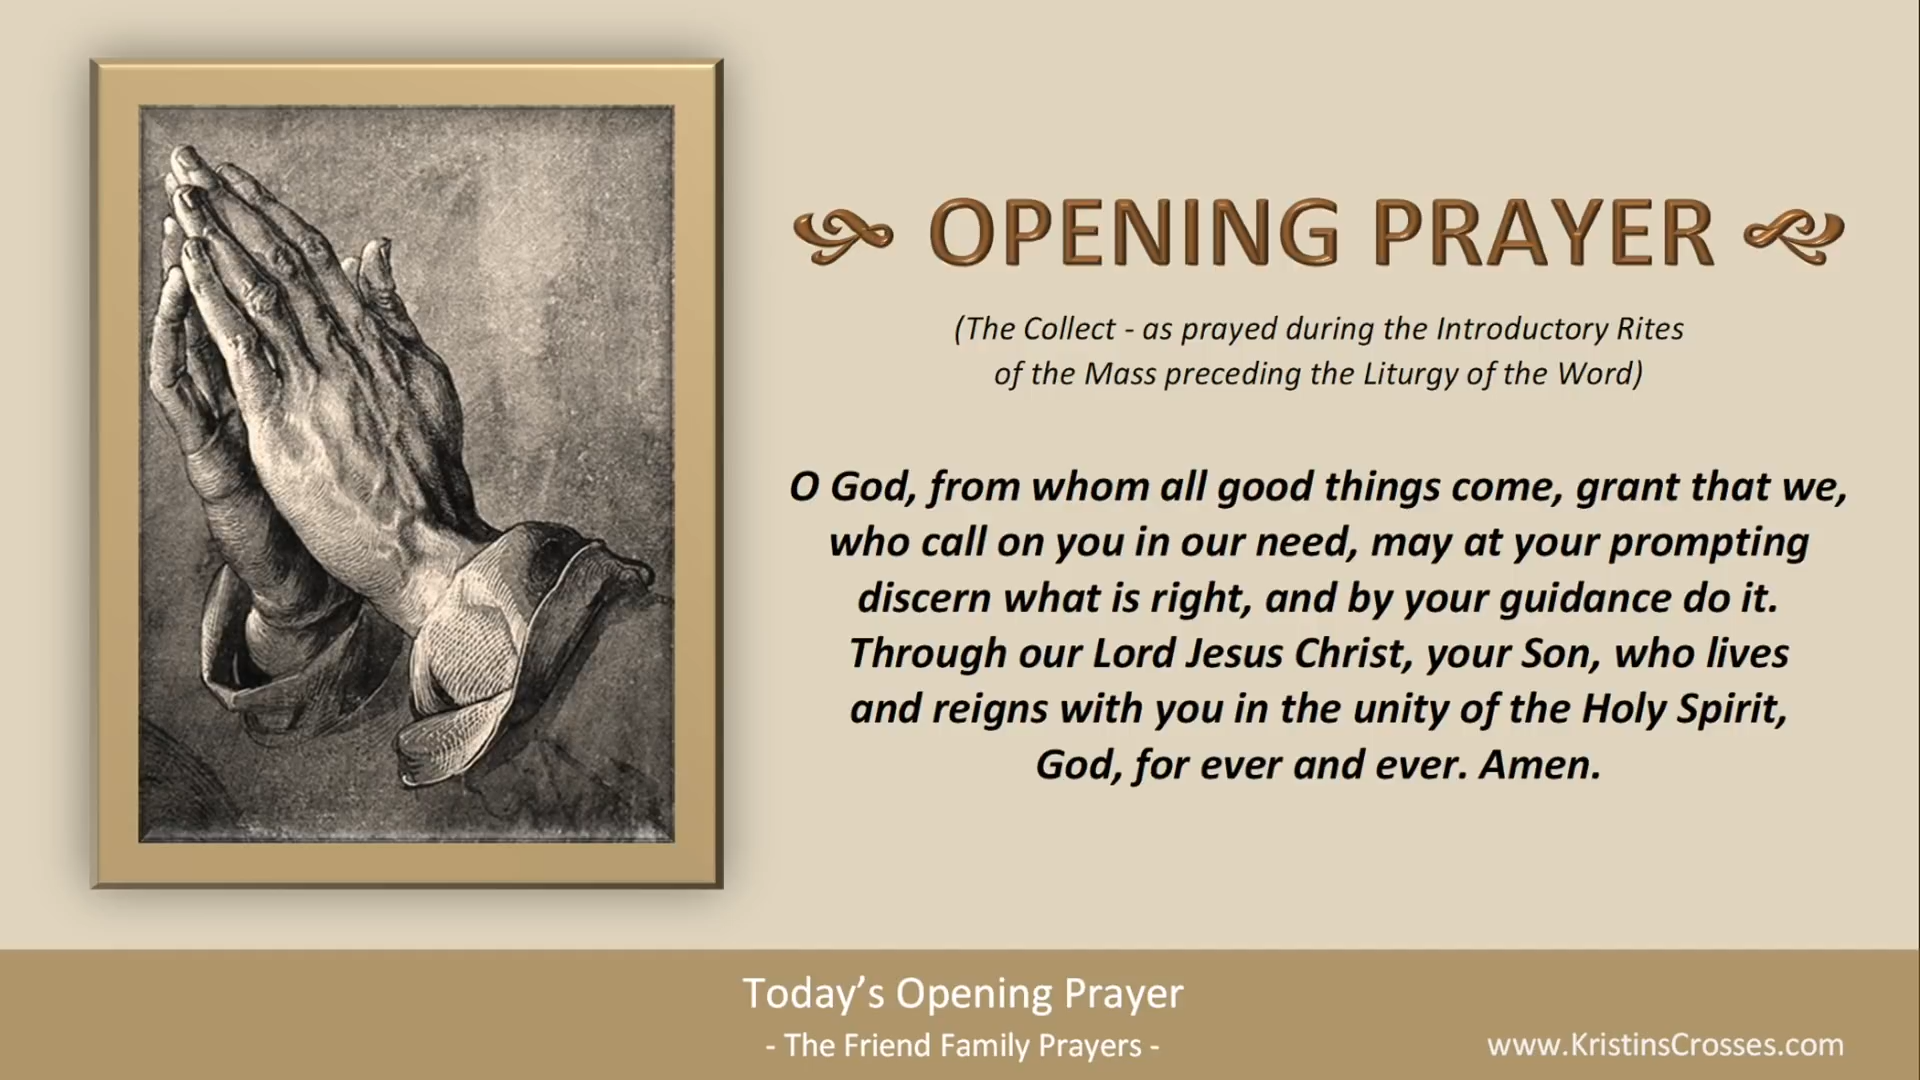 OPENING PRAYER
(The Collect - as prayed during the Introductory Rites
of the Mass preceding the Liturgy of the Word)
O God, from whom all good things come, grant that we,
who call on you in our need, may at your prompting
discern what is right, and by your guidance do it.
Through our Lord Jesus Christ, your Son, who lives
and reigns with you in the unity of the Holy Spirit,
God, for ever and ever. Amen.
Today’s Opening Prayer
- The Friend Family Prayers -
www.KristinsCrosses.com